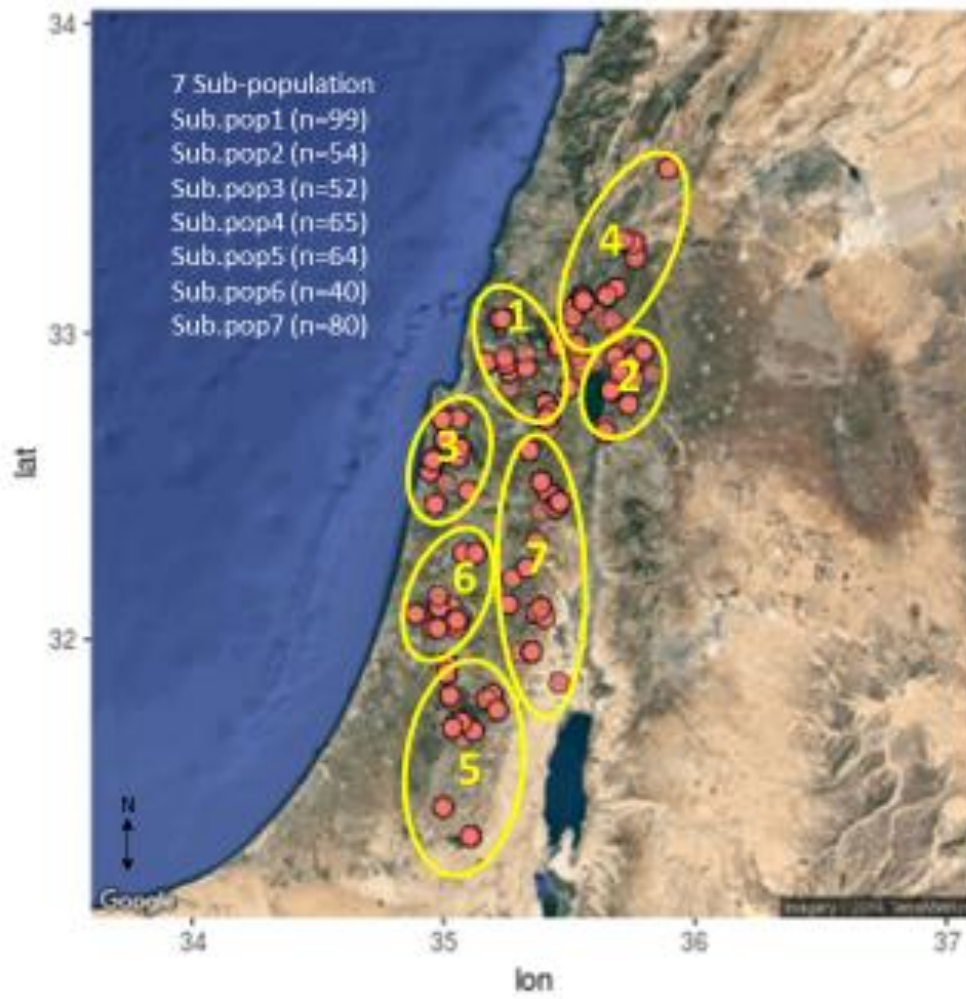 34
7 Sub-population
Sub.pop1 (n=99)
Sub.pop2 (n=54)
Sub.pop3 (n=52)
Sub.pop4 (n=65)
Sub.pop5 (n=64)
Sub.pop6 (n=40)
Sub.pop7 (n=80)
4
33
1
2
3
lat
7
6
32
5
N
Google
34
35
36
37
lon